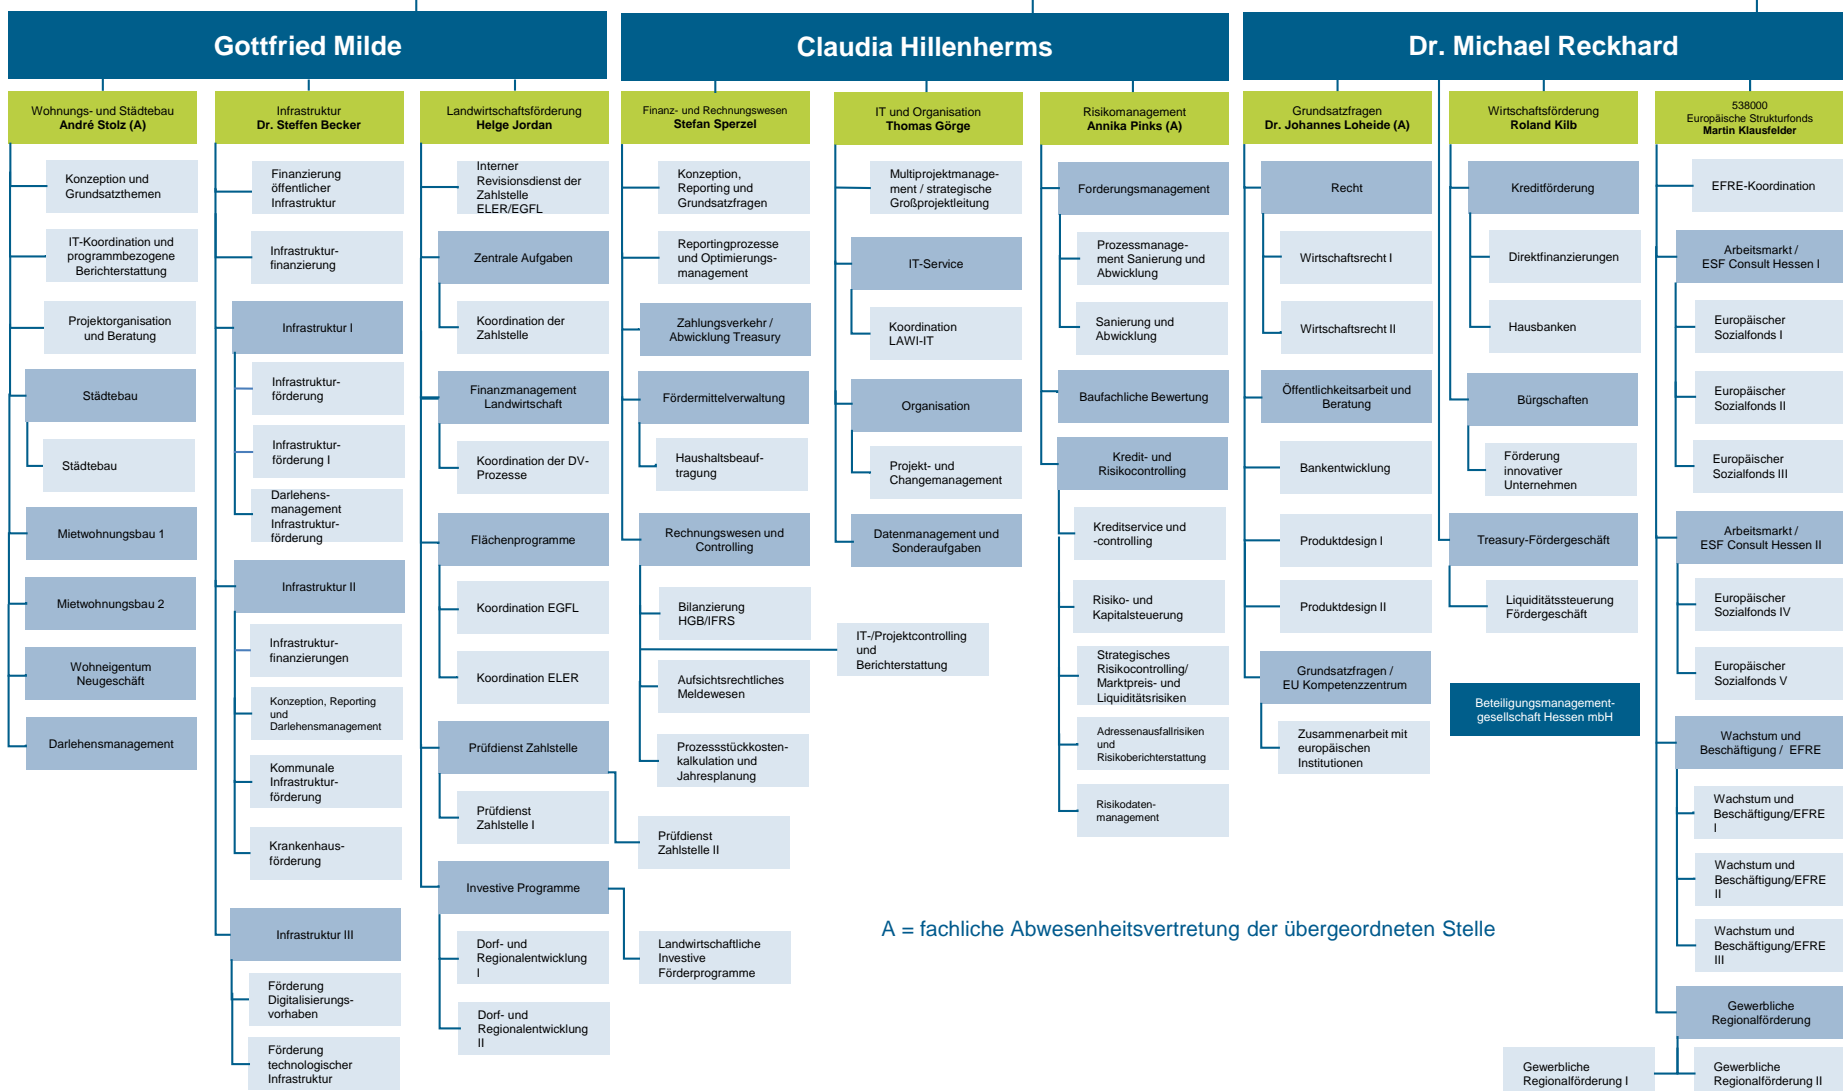 Gottfried Milde
Claudia Hillenherms
Dr. Michael Reckhard
Wohnungs- und Städtebau
André Stolz (A)
Konzeption und
Grundsatzthemen
IT-Koordination und
programmbezogene
Berichterstattung
Projektorganisation
und Beratung
Städtebau
Städtebau
Mietwohnungsbau 1
Mietwohnungsbau 2
Wohneigentum
Neugeschäft
Darlehensmanagement
Infrastruktur
Dr. Steffen Becker
Finanzierung
öffentlicher
Infrastruktur
Infrastruktur-
finanzierung
Infrastruktur I
Infrastruktur-
förderung
Infrastruktur-
förderung I
Darlehens-
management
Infrastruktur-
förderung
Infrastruktur II
Infrastruktur-
finanzierungen
Konzeption, Reporting
und
Darlehensmanagement
Kommunale
Infrastruktur-
förderung
Krankenhaus-
förderung
Infrastruktur III
Förderung
Digitalisierungs-
vorhaben
Förderung
technologischer
Infrastruktur
Landwirtschaftsförderung
Helge Jordan
Interner
Revisionsdienst der
Zahlstelle
ELER/EGFL
Zentrale Aufgaben
Koordination der
Zahlstelle
Finanzmanagement
Landwirtschaft
Koordination der DV-
Prozesse
Flächenprogramme
Koordination EGFL
Koordination ELER
Prüfdienst Zahlstelle
Prüfdienst
Zahlstelle I
Prüfdienst
Zahlstelle II
Investive Programme
Dorf- und
Regionalentwicklung
I
Landwirtschaftliche
Investive
Förderprogramme
Dorf- und
Regionalentwicklung
II
Finanz- und Rechnungswesen
Stefan Sperzel
Konzeption,
Reporting und
Grundsatzfragen
Reportingprozesse
und Optimierungs-
management
Zahlungsverkehr /
Abwicklung Treasury
Fördermittelverwaltung
Haushaltsbeauf-
tragung
Rechnungswesen und
Controlling
Bilanzierung
HGB/IFRS
IT-/Projektcontrolling
und
Berichterstattung
Aufsichtsrechtliches
Meldewesen
Prozessstückkosten-
kalkulation und
Jahresplanung
IT und Organisation
Thomas Görge
Multiprojektmanage-
ment / strategische
Großprojektleitung
IT-Service
Koordination
LAWI-IT
Organisation
Projekt- und
Changemanagement
Datenmanagement und
Sonderaufgaben
Risikomanagement
Annika Pinks (A)
Forderungsmanagement
Prozessmanage-
ment Sanierung und
Abwicklung
Sanierung und
Abwicklung
Baufachliche Bewertung
Kredit- und
Risikocontrolling
Kreditservice und
-controlling
Risiko- und
Kapitalsteuerung
Strategisches
Risikocontrolling/
Marktpreis- und
Liquiditätsrisiken
Adressenausfallrisiken
und
Risikoberichterstattung
Risikodaten-
management
Grundsatzfragen
Dr. Johannes Loheide (A)
Recht
Wirtschaftsrecht I
Wirtschaftsrecht II
Öffentlichkeitsarbeit und
Beratung
Bankentwicklung
Produktdesign I
Produktdesign II
Grundsatzfragen /
EU Kompetenzzentrum
Zusammenarbeit mit
europäischen
Institutionen
Wirtschaftsförderung
Roland Kilb
Kreditförderung
Direktfinanzierungen
Hausbanken
Bürgschaften
Förderung
innovativer
Unternehmen
Treasury-Fördergeschäft
Liquiditätssteuerung
Fördergeschäft
Beteiligungsmanagement-
gesellschaft Hessen mbH
538000
Europäische Strukturfonds
Martin Klausfelder
EFRE-Koordination
Arbeitsmarkt /
ESF Consult Hessen I
Europäischer
Sozialfonds I
Europäischer
Sozialfonds II
Europäischer
Sozialfonds III
Arbeitsmarkt /
ESF Consult Hessen II
Europäischer
Sozialfonds IV
Europäischer
Sozialfonds V
Wachstum und
Beschäftigung / EFRE
Wachstum und
Beschäftigung/EFRE
I
Wachstum und
Beschäftigung/EFRE
II
Wachstum und
Beschäftigung/EFRE
III
Gewerbliche
Regionalförderung
Gewerbliche
Regionalförderung I
Gewerbliche
Regionalförderung II
A = fachliche Abwesenheitsvertretung der übergeordneten Stelle